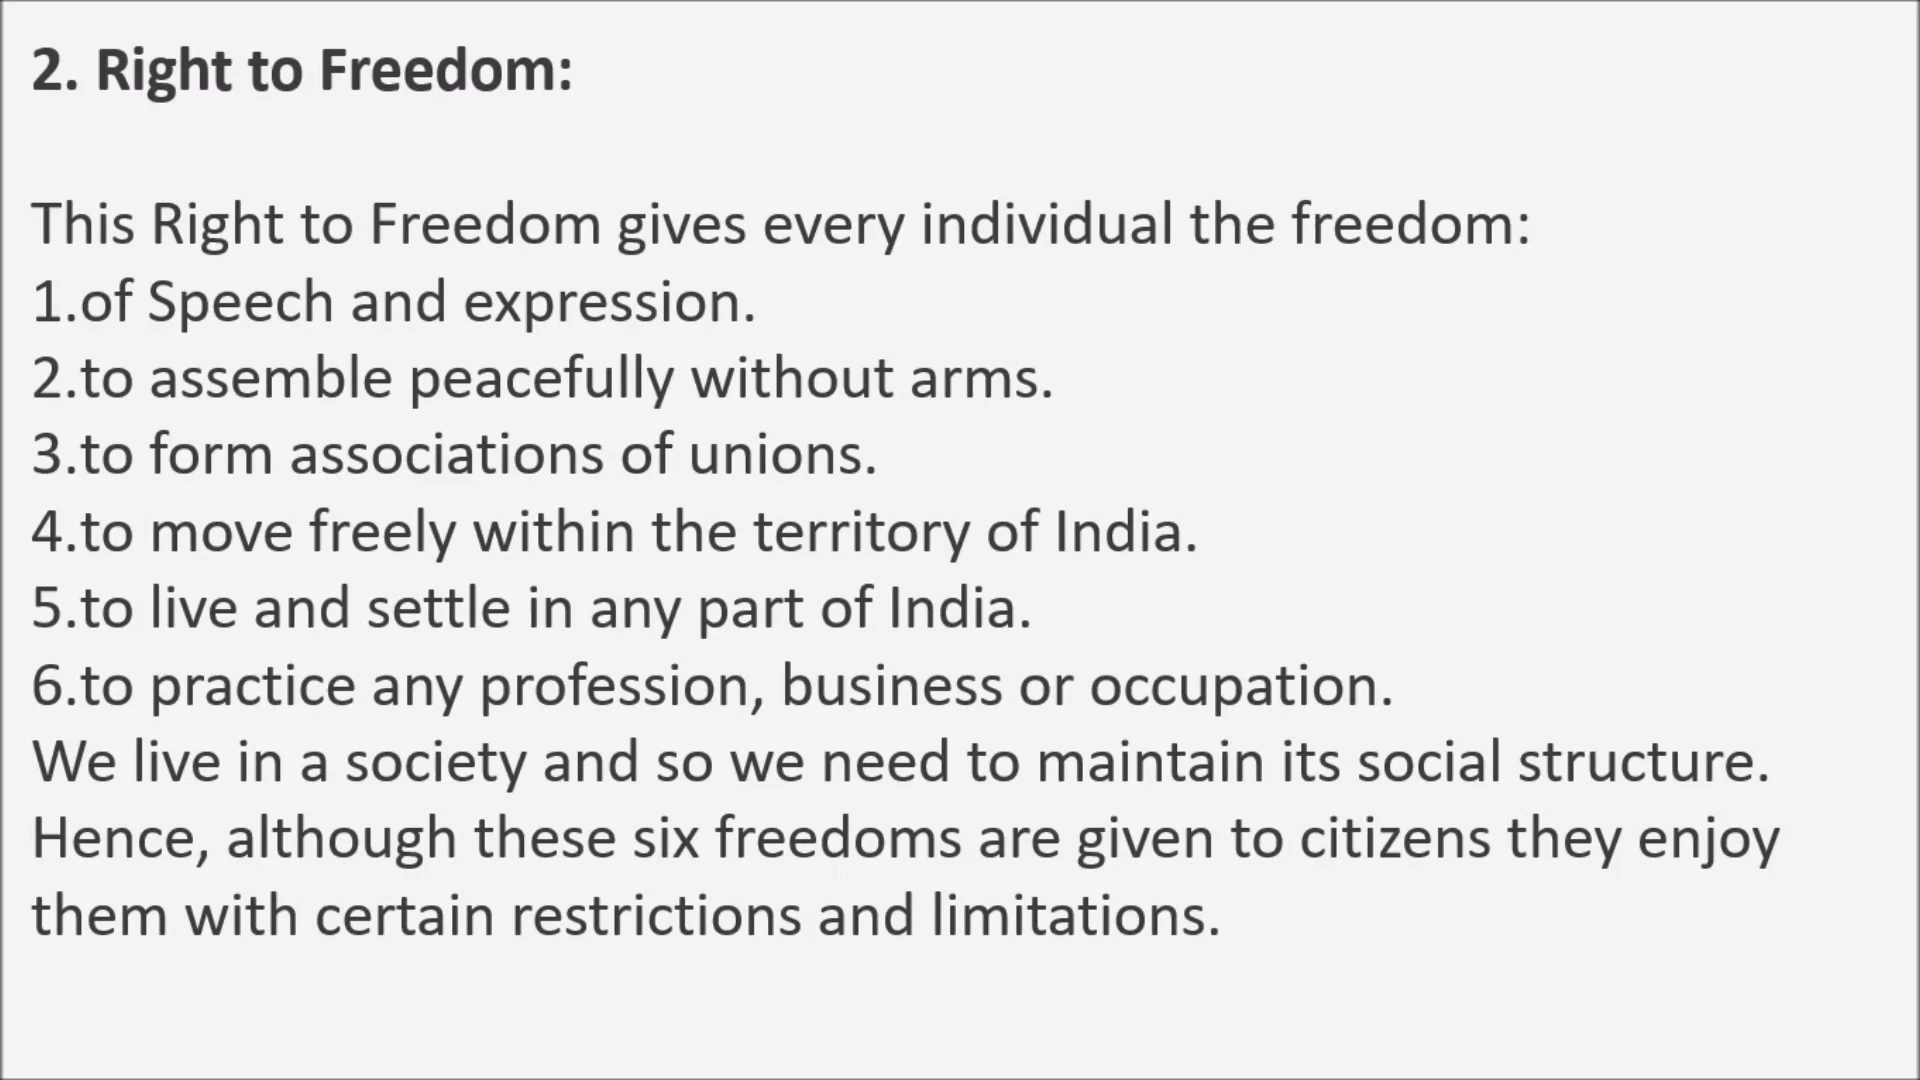 2. Right to Freedom:
This Right to Freedom gives every individual the freedom:
1.of Speech and expression.
2.to assemble peacefully without arms.
3.to form associations of unions.
4.to move freely within the territory of India.
5.to live and settle in any part of India.
6.to practice any profession, business or occupation.
We live in a society and so we need to maintain its social structure.
Hence, although these six freedoms are given to citizens they enjoy
them with certain restrictions and limitations.